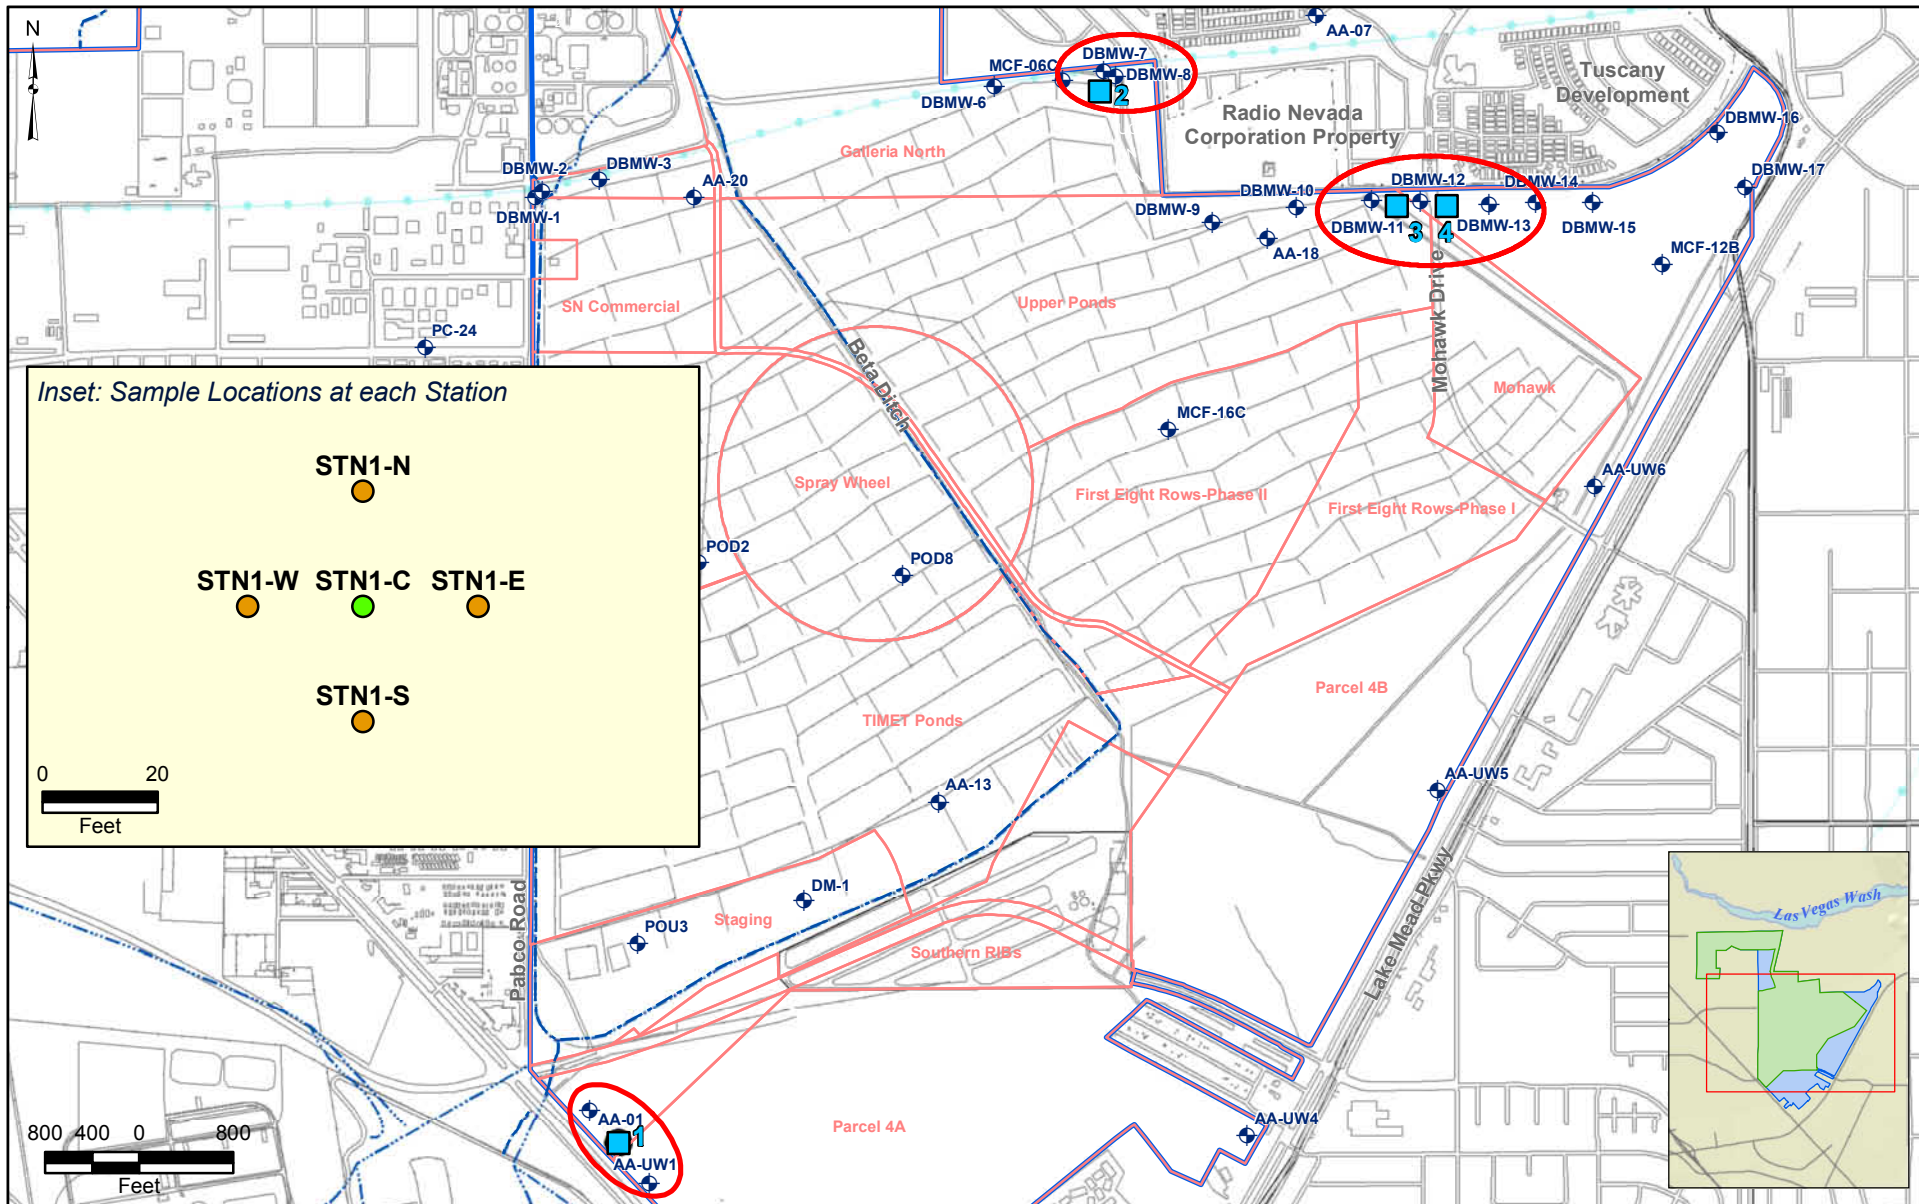 N
AA-07
DBMW-7
MCF-06C
DBMW-8
DBMW-6
2
Tuscany
Development
Radio Nevada
Corporation Property
DBMW-16
Galleria North
DBMW-2
DBMW-3
AA-20
DBMW-1
DBMW-10
DBMW-12
DBMW-14
DBMW-17
DBMW-9
DBMW-11
3
4
DBMW-13
DBMW-15
AA-18
MCF-12B
SN Commercial
Upper Ponds
Mohawk Drive
PC-24
Beta Ditch
Mohawk
MCF-16C
Inset: Sample Locations at each Station
STN1-N
STN1-W
STN1-C
STN1-E
STN1-S
0 20
Feet
Spray Wheel
First Eight Rows-Phase II
First Eight Rows-Phase I
AA-UW6
POD2
POD8
Parcel 4B
TIMET Ponds
AA-13
AA-UW5
DM-1
POU3
Staging
Southern RIBs
Pabco Road
Lake Mead Pkwy
Las Vegas Wash
AA-01
1
AA-UW1
Parcel 4A
AA-UW4
800 400 0 800
Feet